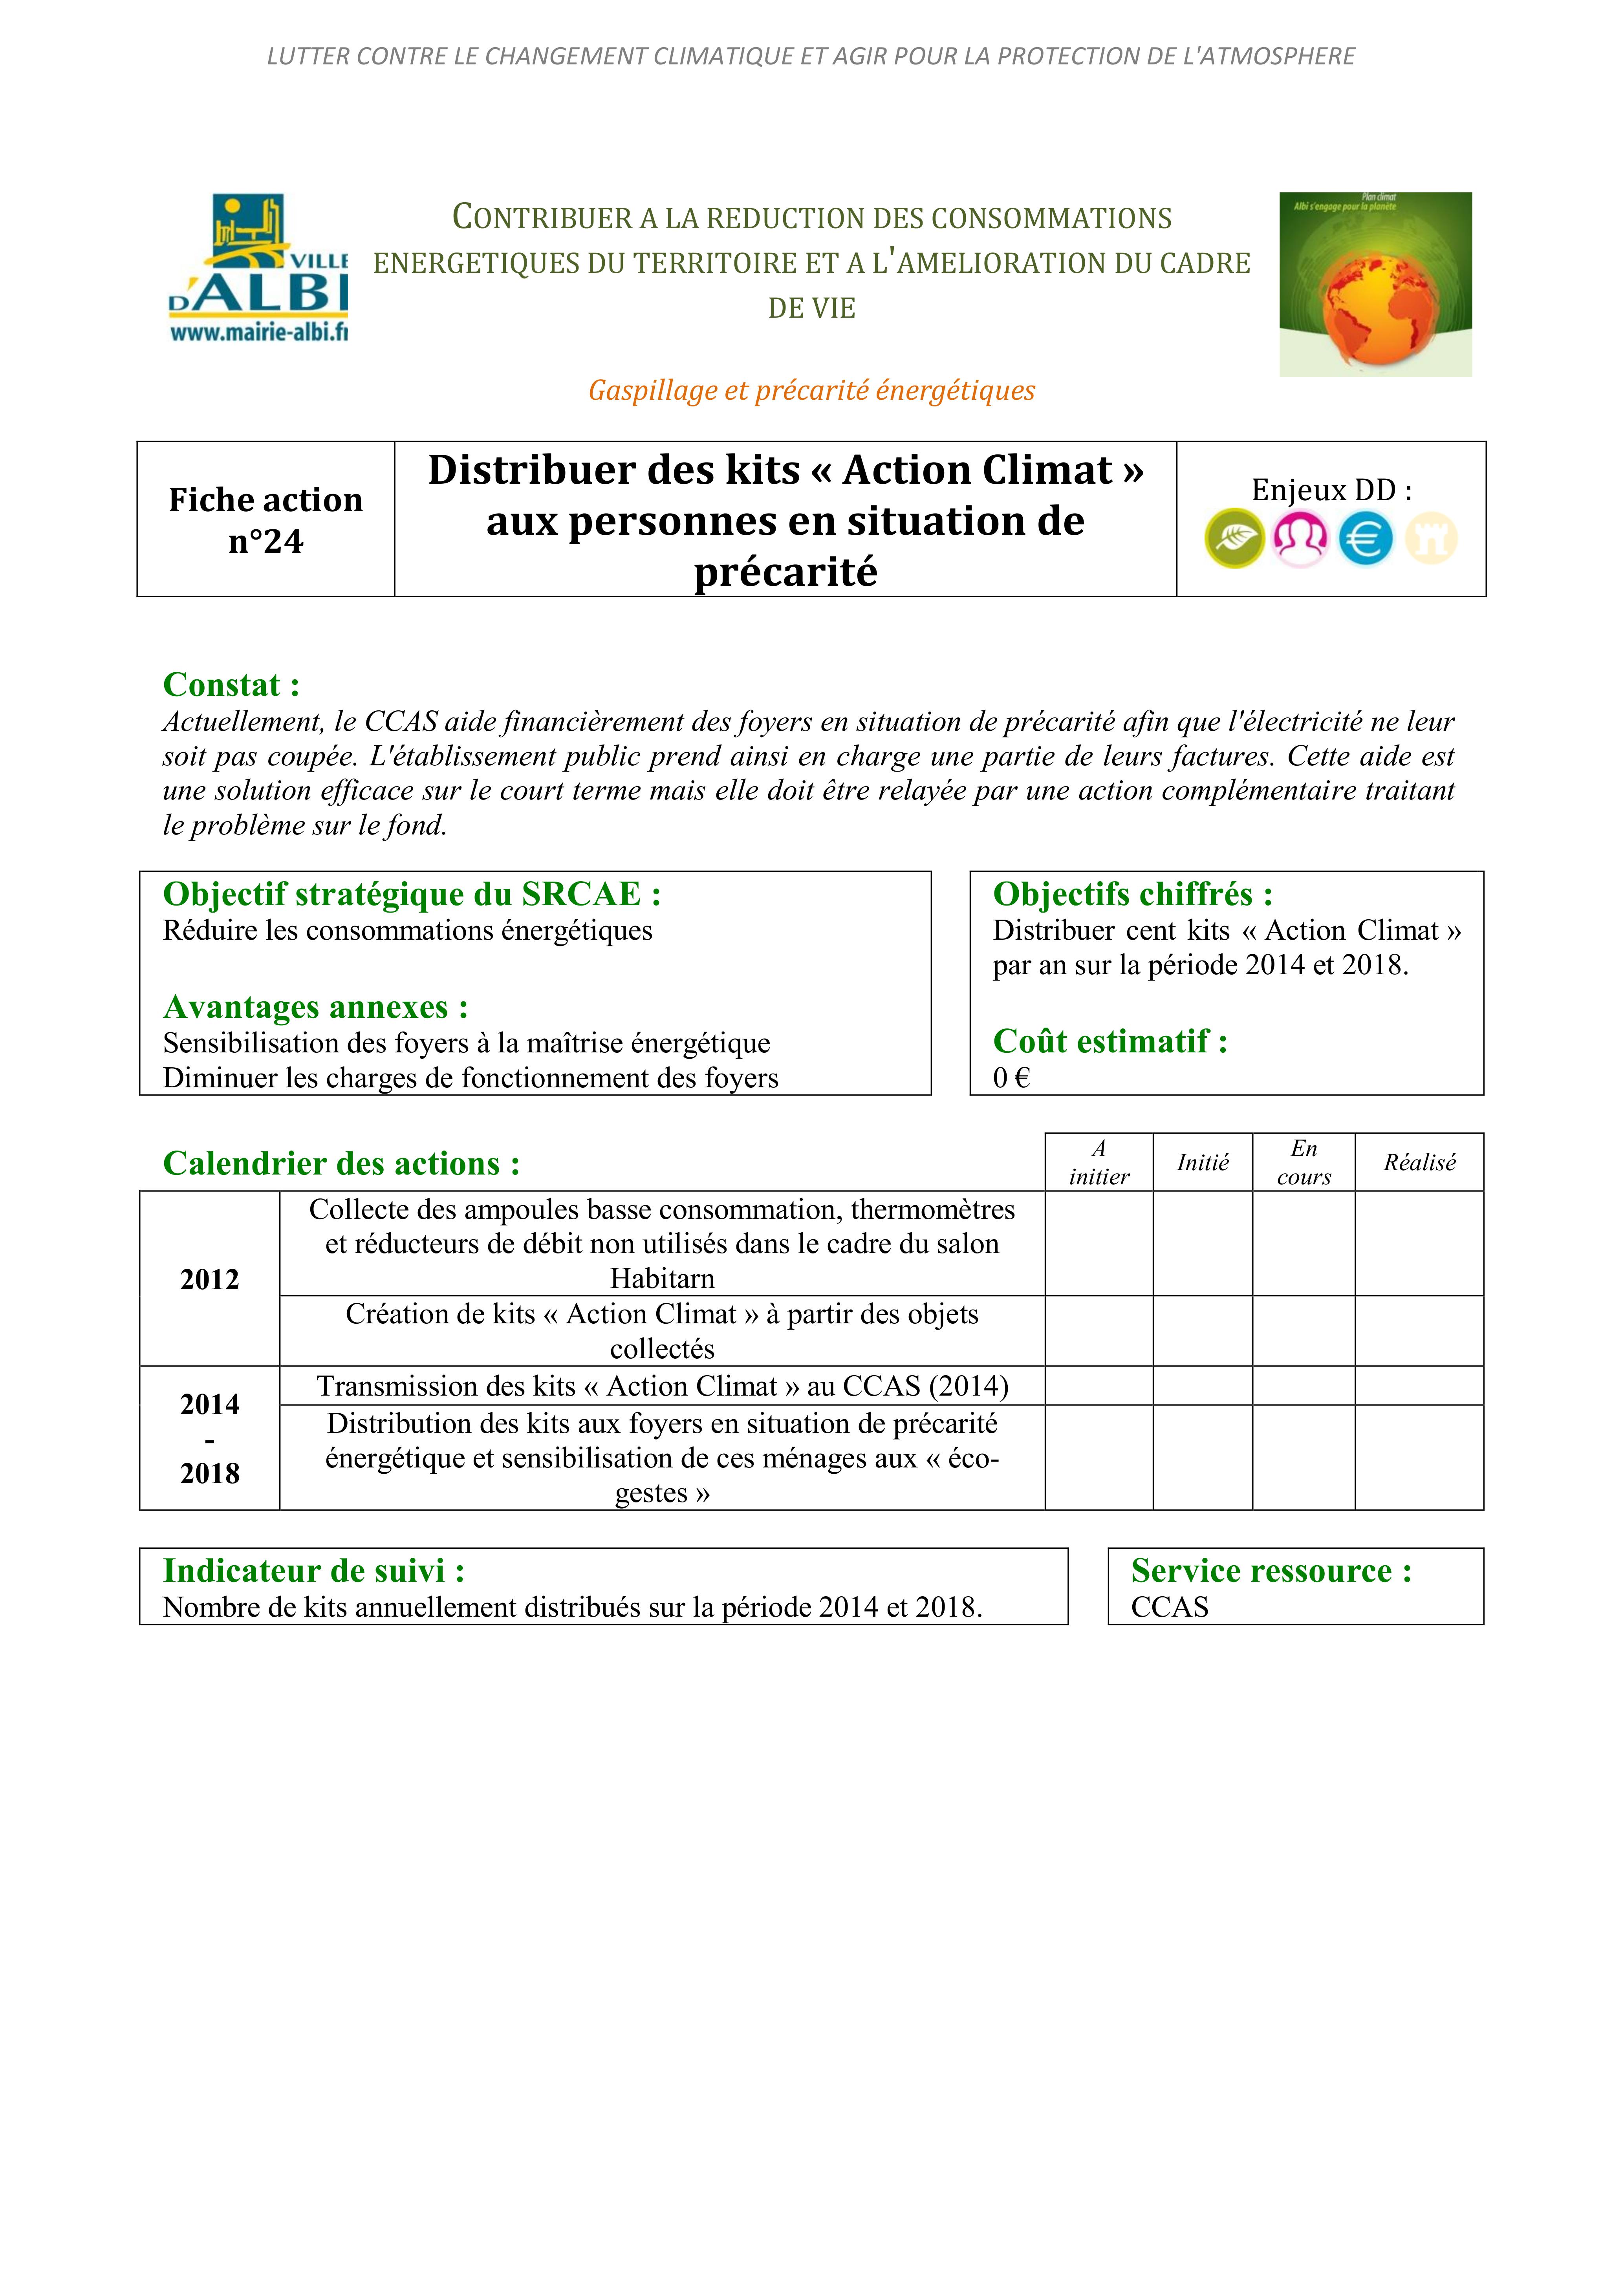 LUTTER CONTRE LE CHANGEMENT CLIMATIQUE ET AGIR POUR LA PROTECTION DE L'ATMOSPHERE
VILLE
D'ALBI
www.mairie-albi.fr
CONTRIBUER A LA REDUCTION DES CONSOMMATIONS
ENERGETIQUES DU TERRITOIRE ET A L'AMELIORATION DU CADRE
DE VIE
Plan climat
Albi s'engage pour la planète
Gaspillage et précarité énergétiques
Fiche action
n°24
Distribuer des kits « Action Climat »
aux personnes en situation de
précarité
Enjeux DD :
€
Constat :
Actuellement, le CCAS aide financièrement des foyers en situation de précarité afin que l'électricité ne leur
soit pas coupée. L'établissement public prend ainsi en charge une partie de leurs factures. Cette aide est
une solution efficace sur le court terme mais elle doit être relayée par une action complémentaire traitant
le problème sur le fond.
Objectif stratégique du SRCAE :
Réduire les consommations énergétiques
Avantages annexes :
Sensibilisation des foyers à la maîtrise énergétique
Diminuer les charges de fonctionnement des foyers
Objectifs chiffrés :
Distribuer cent kits « Action Climat »
par an sur la période 2014 et 2018.
Coût estimatif :
0 €
Calendrier des actions :
A
initier
Initié
En
cours
Réalisé
2012
Collecte des ampoules basse consommation, thermomètres
et réducteurs de débit non utilisés dans le cadre du salon
Habitarn
Création de kits « Action Climat » à partir des objets
collectés
2014
-
2018
Transmission des kits « Action Climat » au CCAS (2014)
Distribution des kits aux foyers en situation de précarité
énergétique et sensibilisation de ces ménages aux « éco-
gestes »
Indicateur de suivi :
Nombre de kits annuellement distribués sur la période 2014 et 2018.
Service ressource :
CCAS